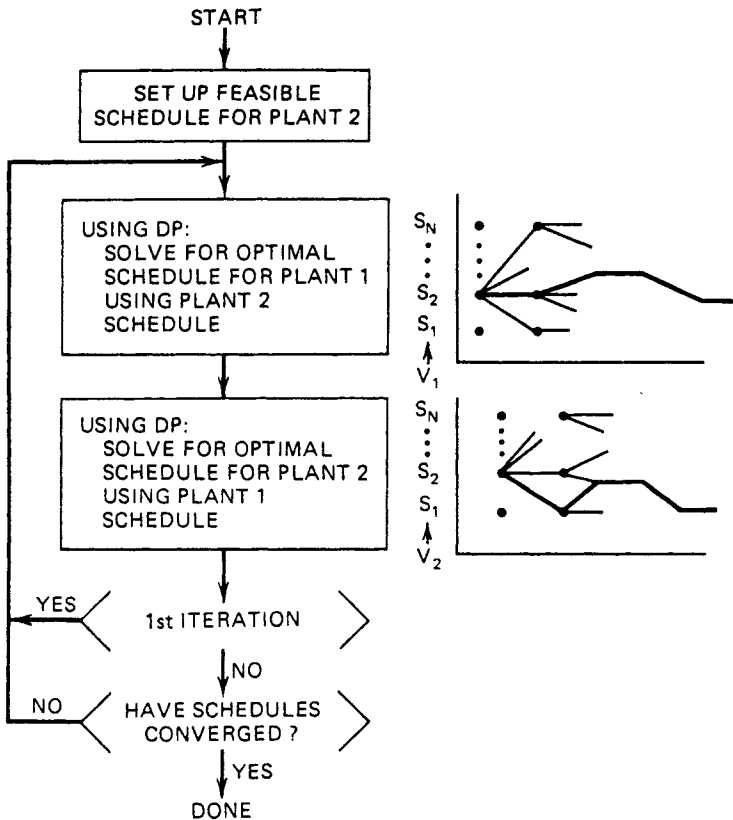 START
SET UP FEASIBLE
SCHEDULE FOR PLANT 2
USING DP:
SOLVE FOR OPTIMAL
SCHEDULE FOR PLANT 1
USING PLANT 2
SCHEDULE
S_N
S_2
S_1
V_1
USING DP:
SOLVE FOR OPTIMAL
SCHEDULE FOR PLANT 2
USING PLANT 1
SCHEDULE
S_N
S_2
S_1
V_2
YES
1st ITERATION
NO
NO
HAVE SCHEDULES
CONVERGED ?
YES
DONE